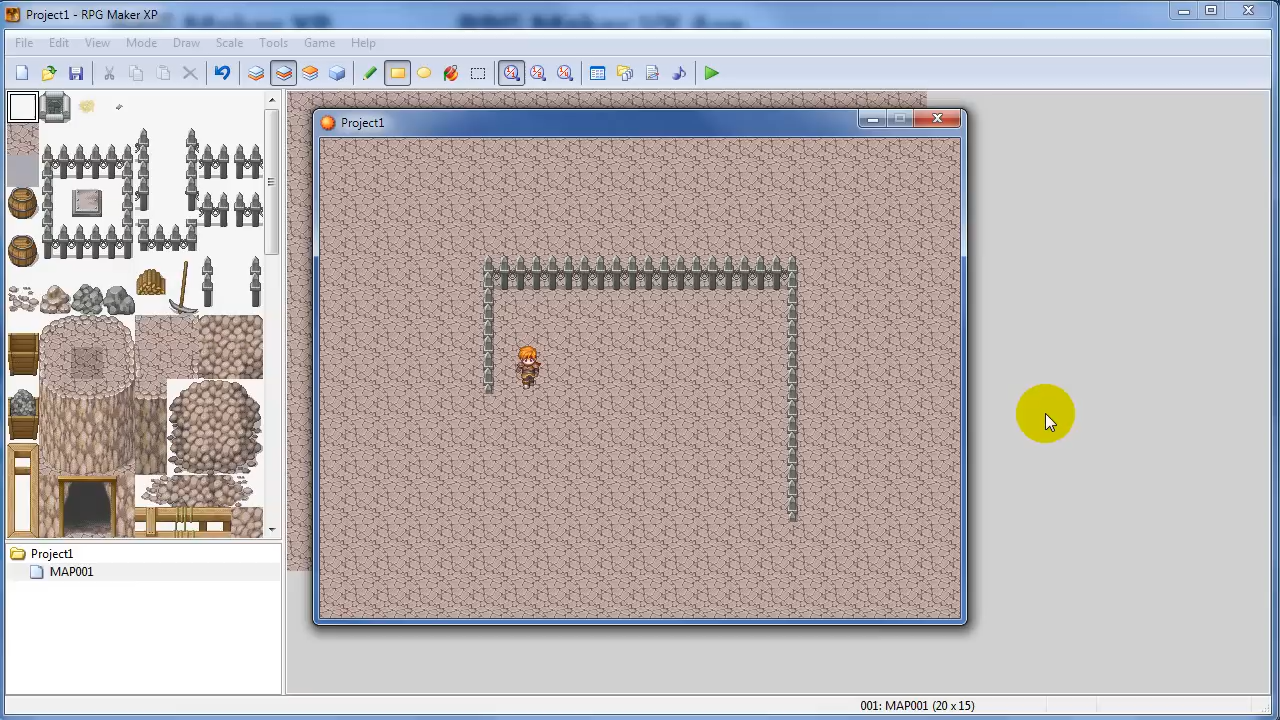 Project1 - RPG Maker XP
File Edit View Mode Draw Scale Tools Game Help
Project1
Project1
MAP001
001: MAP001 (20 x 15)